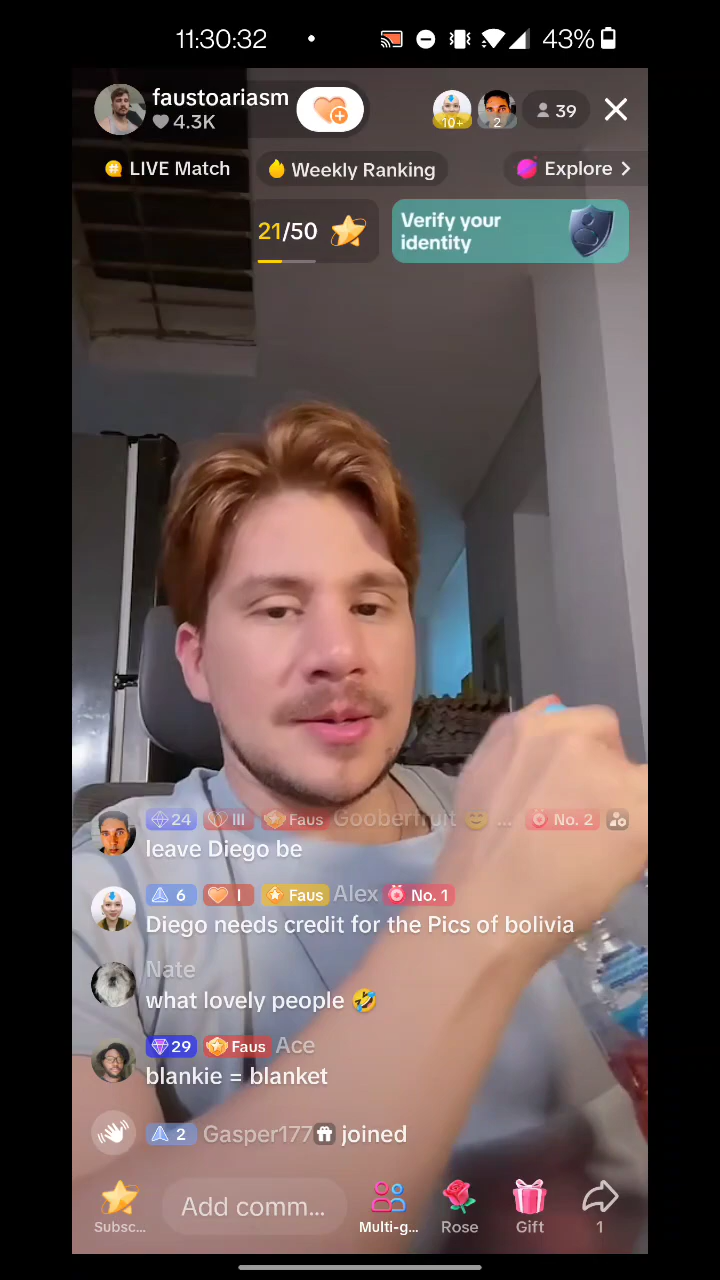 11:30:32
43%
faustoariasm
4.3K
10+
2
39
LIVE Match
Weekly Ranking
Explore
21/50
Verify your
identity
24 III Faus Gooberfruit 😊 ... No. 2
leave Diego be
6 I Faus Alex No. 1
Diego needs credit for the Pics of bolivia
Nate
what lovely people 🤣
29 Faus Ace
blankie = blanket
2 Gasper177 joined
Add comm...
Subsc...
Multi-g...
Rose
Gift
1